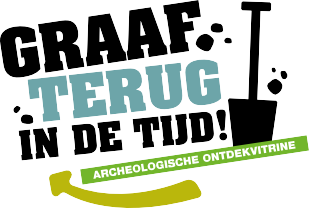 GRAAF
TERUG
IN DE TIJD!
ARCHEOLOGISCHE ONTDEKVITRINE